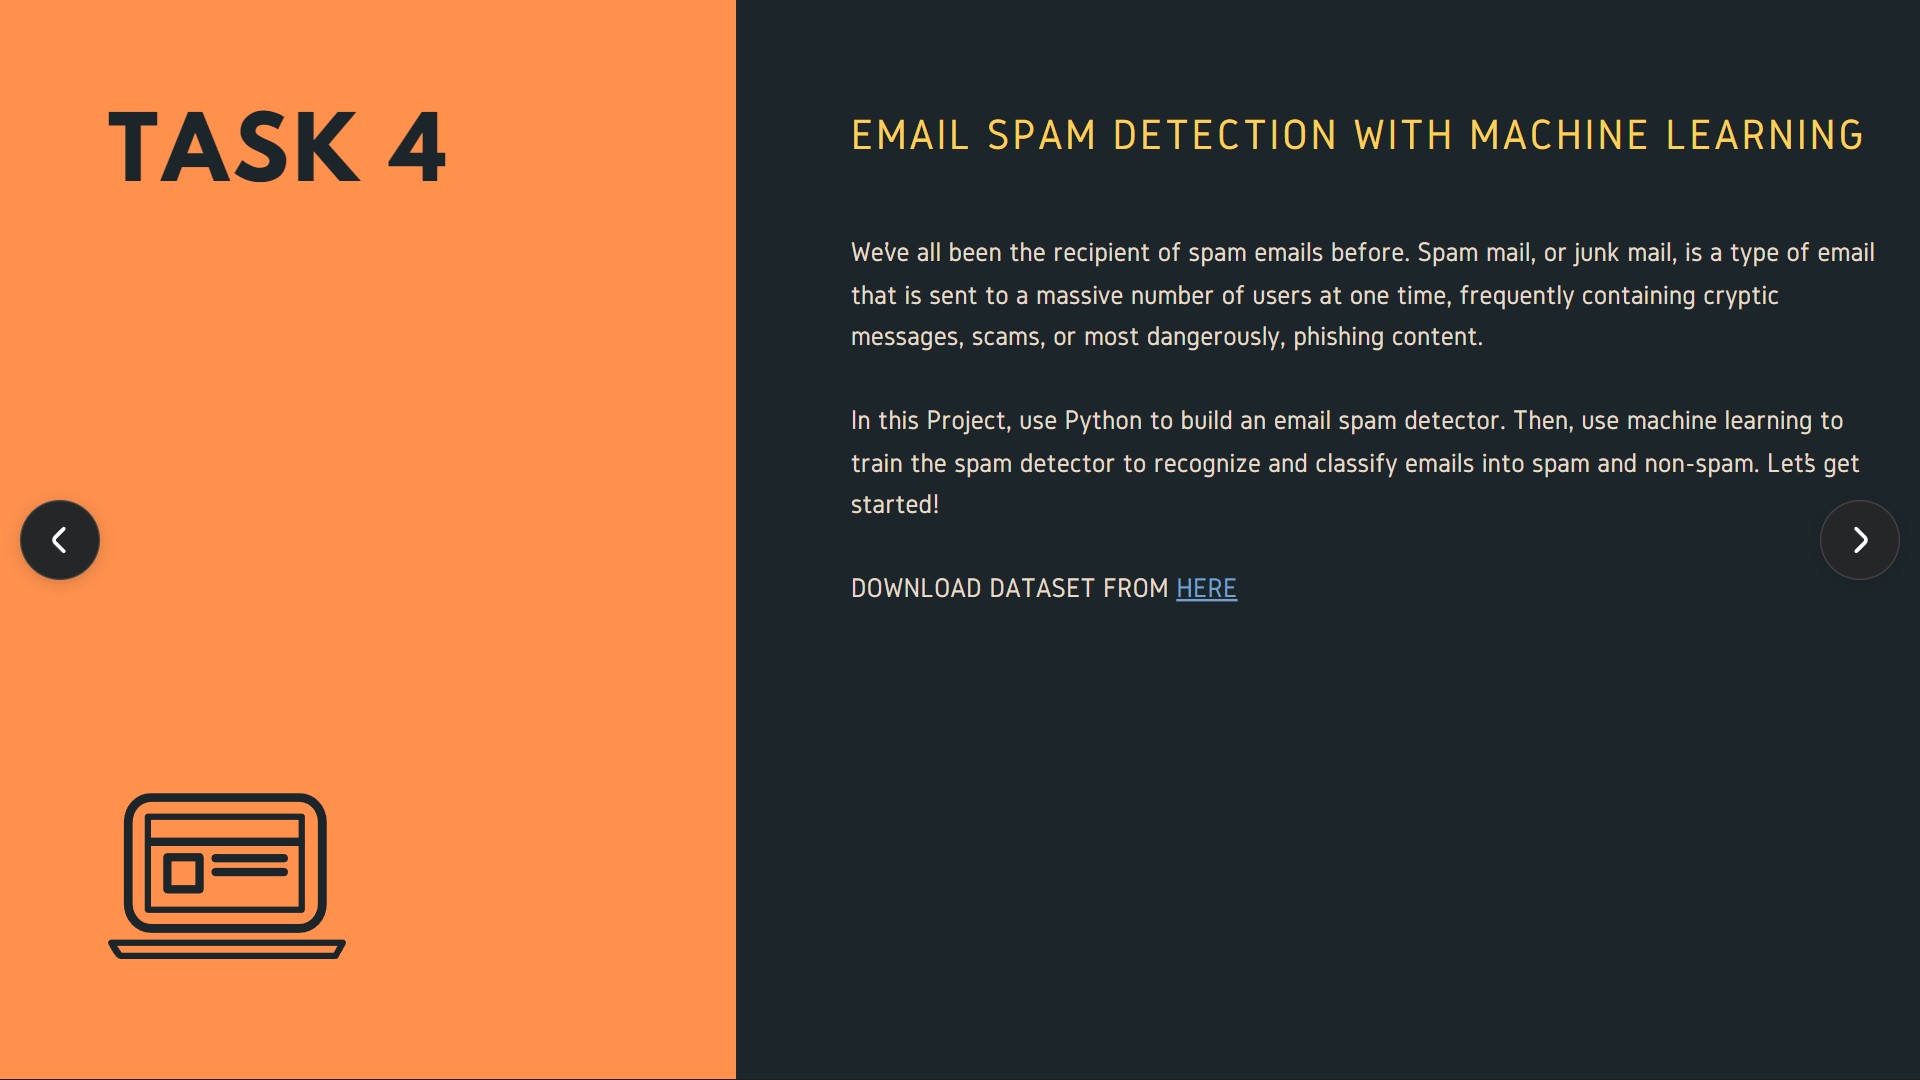 TASK 4
EMAIL SPAM DETECTION WITH MACHINE LEARNING
We've all been the recipient of spam emails before. Spam mail, or junk mail, is a type of email
that is sent to a massive number of users at one time, frequently containing cryptic
messages, scams, or most dangerously, phishing content.
In this Project, use Python to build an email spam detector. Then, use machine learning to
train the spam detector to recognize and classify emails into spam and non-spam. Let's get
started!
DOWNLOAD DATASET FROM HERE